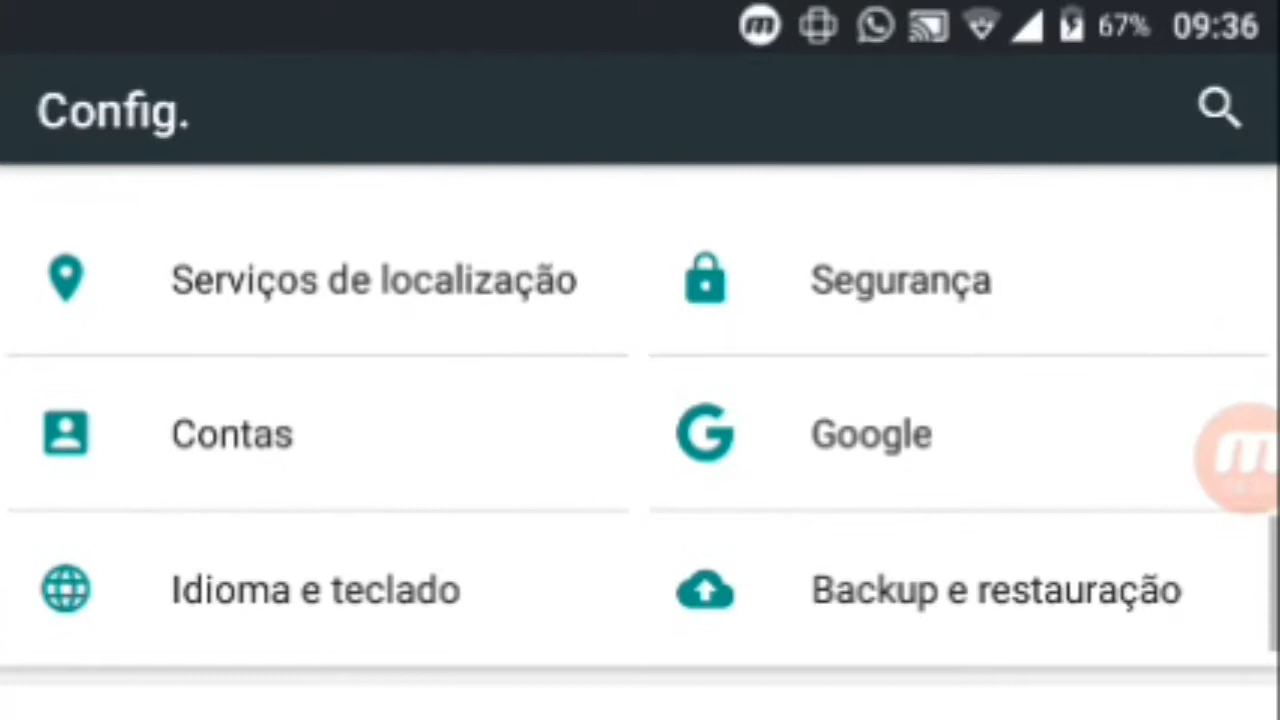 67% 09:36
Config.
Serviços de localização
Segurança
Contas
Google
Idioma e teclado
Backup e restauração